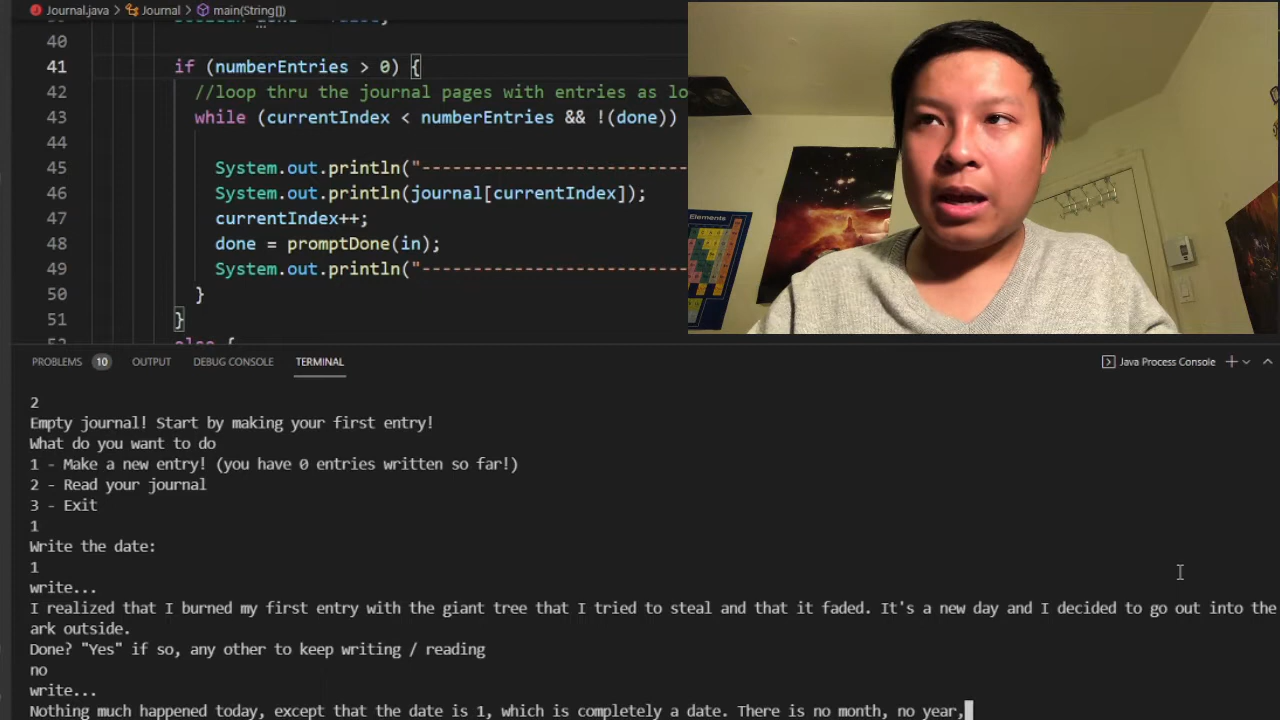 Journal.java > Journal > main(String[])
40
41 if (numberEntries > 0) {
42 //loop thru the journal pages with entries as lo
43 while (currentIndex < numberEntries && !(done))
44
45 System.out.println("-----------------------------
46 System.out.println(journal[currentIndex]);
47 currentIndex++;
48 done = promptDone(in);
49 System.out.println("-----------------------------
50 }
51 }
else {
Elements
PROBLEMS 10 OUTPUT DEBUG CONSOLE TERMINAL Java Process Console
2
Empty journal! Start by making your first entry!
What do you want to do
1 - Make a new entry! (you have 0 entries written so far!)
2 - Read your journal
3 - Exit
1
Write the date:
1
write...
I realized that I burned my first entry with the giant tree that I tried to steal and that it faded. It's a new day and I decided to go out into the
ark outside.
Done? "Yes" if so, any other to keep writing / reading
no
write...
Nothing much happened today, except that the date is 1, which is completely a date. There is no month, no year,